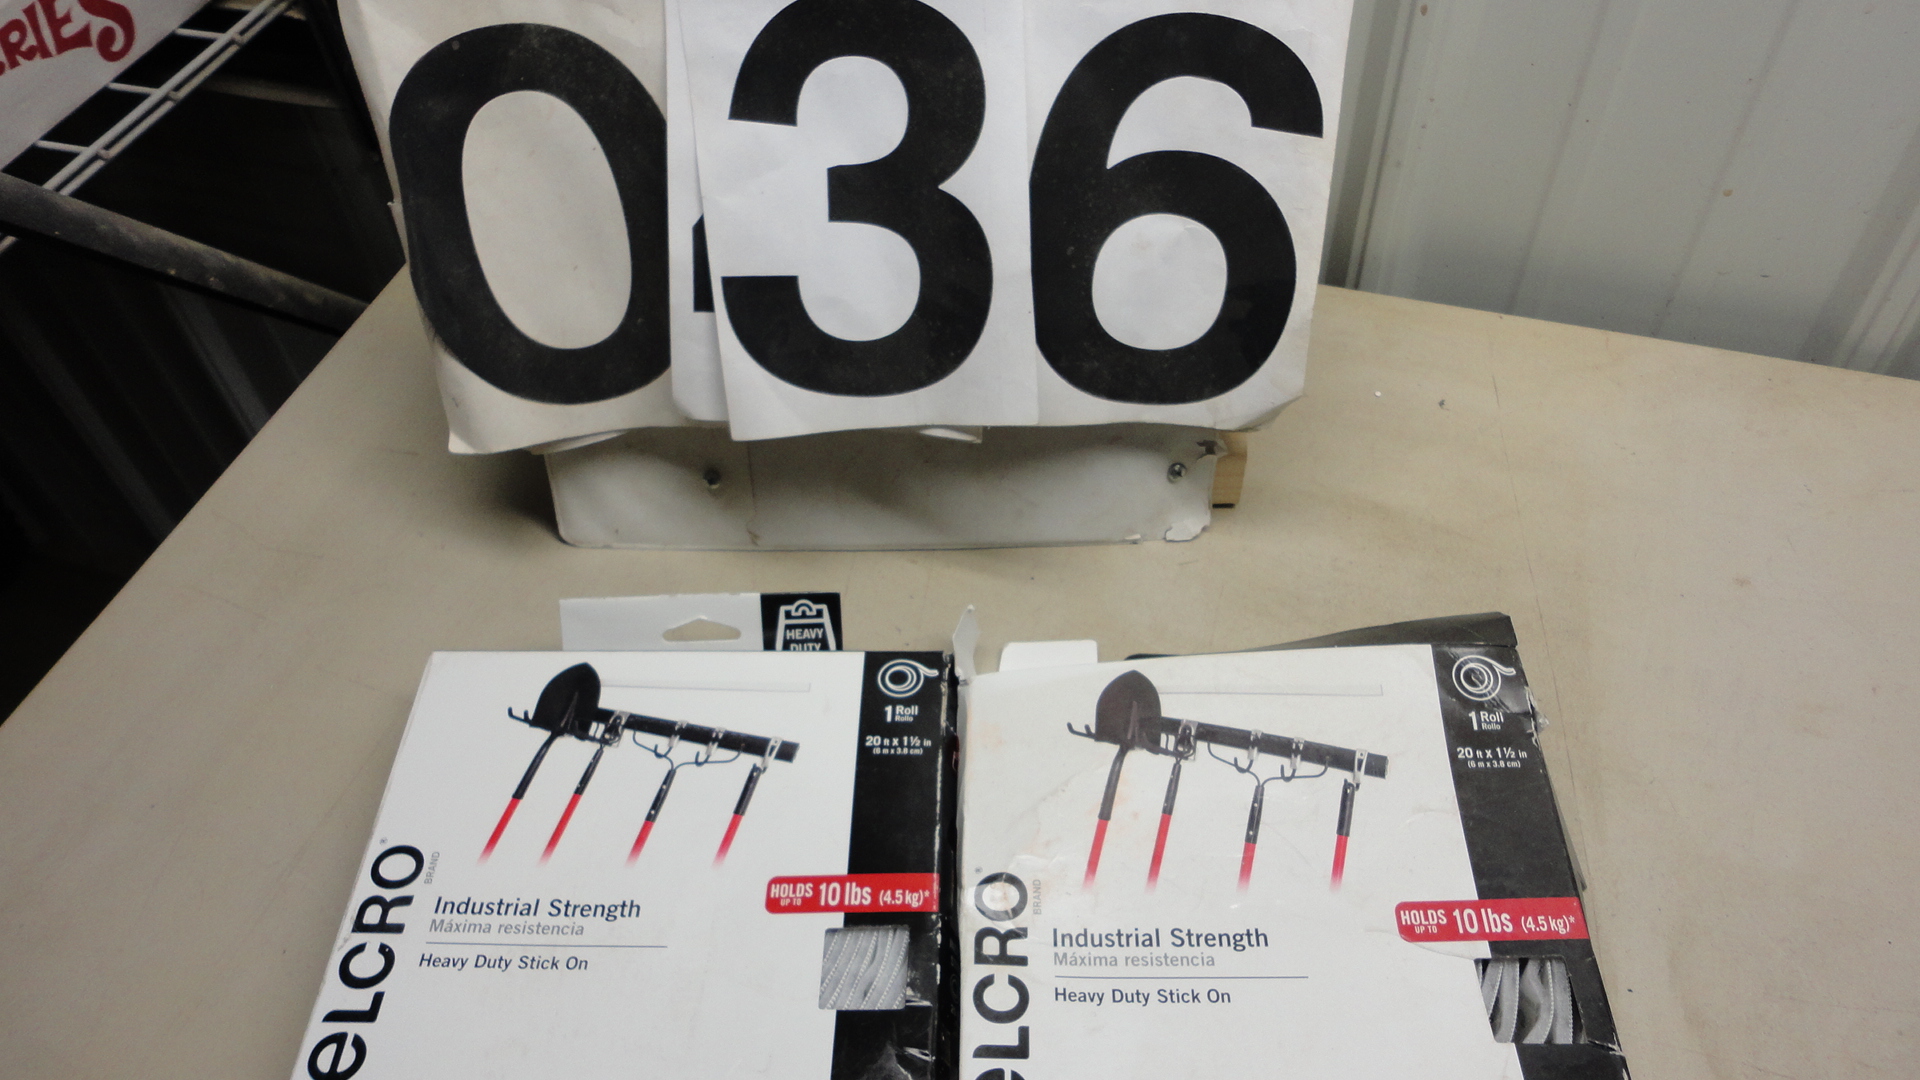 RIES
036
HEAVY
DUTY
1 Roll
Rollo
20 ft x 1½ in
(6 m x 3.8 cm)
eLCRO®
BRAND
Industrial Strength
Máxima resistencia
Heavy Duty Stick On
HOLDS
UP TO
10 lbs (4.5 kg)*
1 Roll
Rollo
20 ft x 1½ in
(6 m x 3.8 cm)
eLCRO®
BRAND
Industrial Strength
Máxima resistencia
Heavy Duty Stick On
HOLDS
UP TO
10 lbs (4.5 kg)*